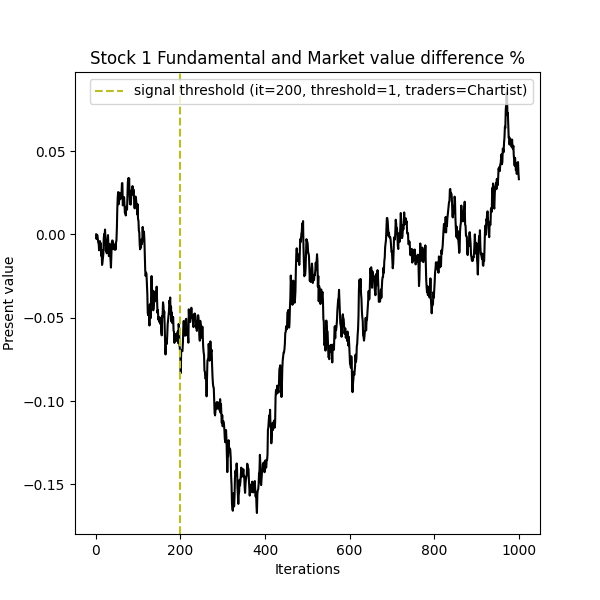 Stock 1 Fundamental and Market value difference %
signal threshold (it=200, threshold=1, traders=Chartist)
0.05
0.00
−0.05
−0.10
−0.15
Present value
0 200 400 600 800 1000
Iterations